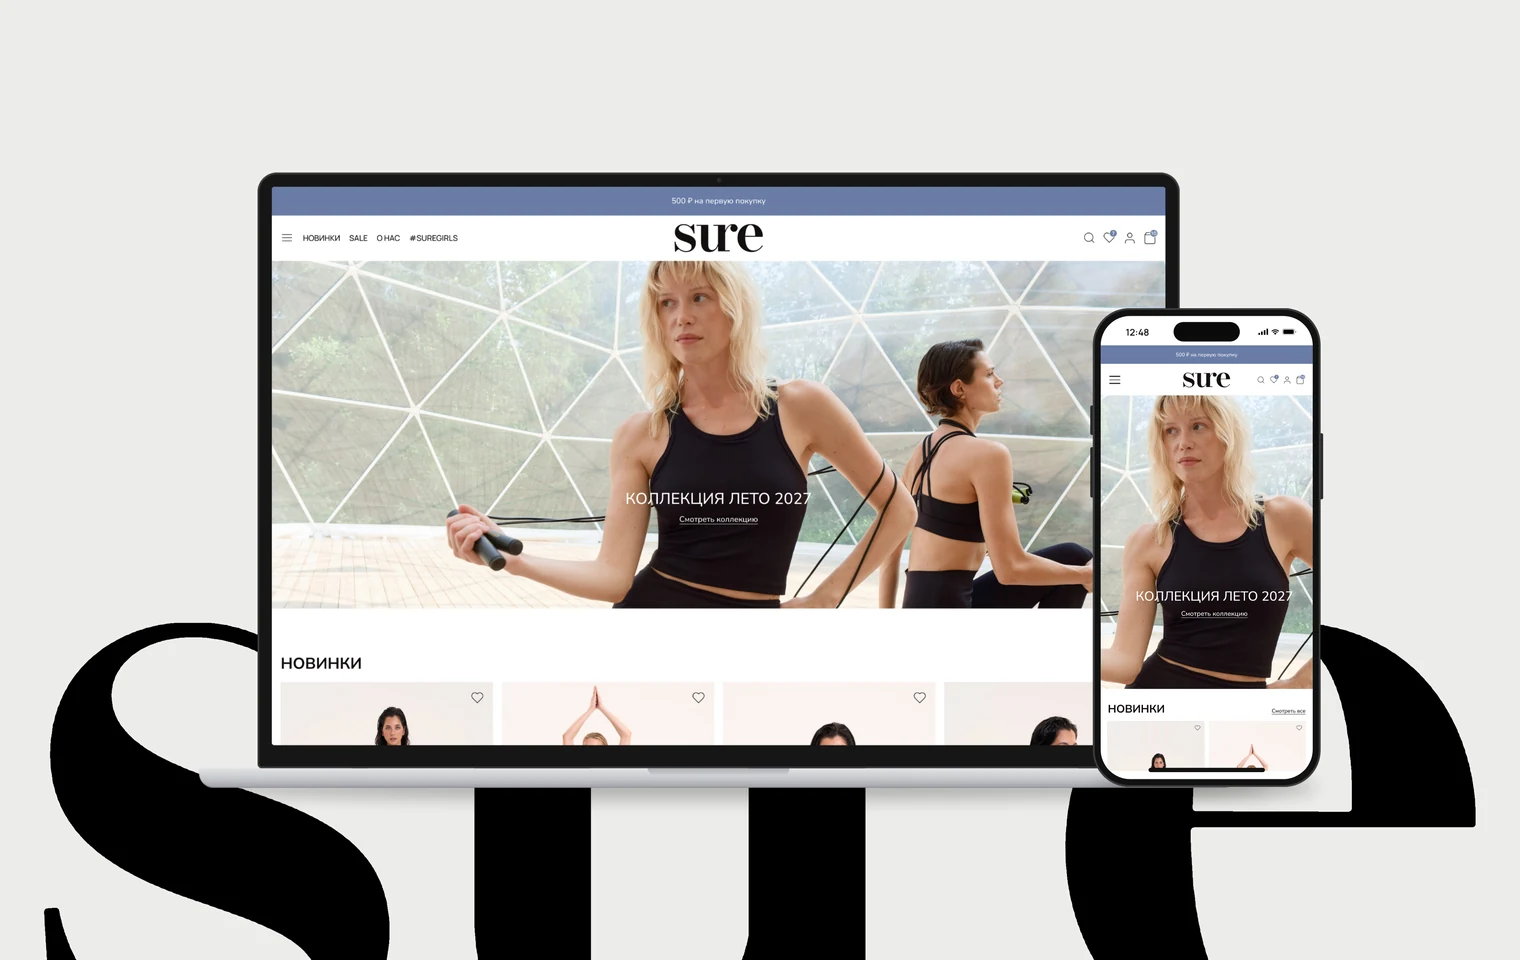 500 ₽ на первую покупку
НОВИНКИ SALE О НАС #SUREGIRLS
sure
КОЛЛЕКЦИЯ ЛЕТО 2027
Смотреть коллекцию
НОВИНКИ
12:48
500 ₽ на первую покупку
sure
КОЛЛЕКЦИЯ ЛЕТО 2027
Смотреть коллекцию
НОВИНКИ
Смотреть все
sure